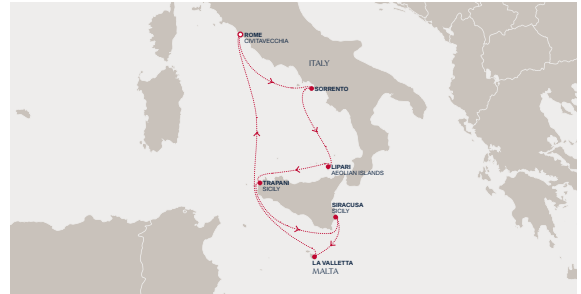 ROME
CIVITAVECCHIA
ITALY
SORRENTO
LIPARI
AEOLIAN ISLANDS
TRAPANI
SICILY
SIRACUSA
SICILY
LA VALLETTA
MALTA